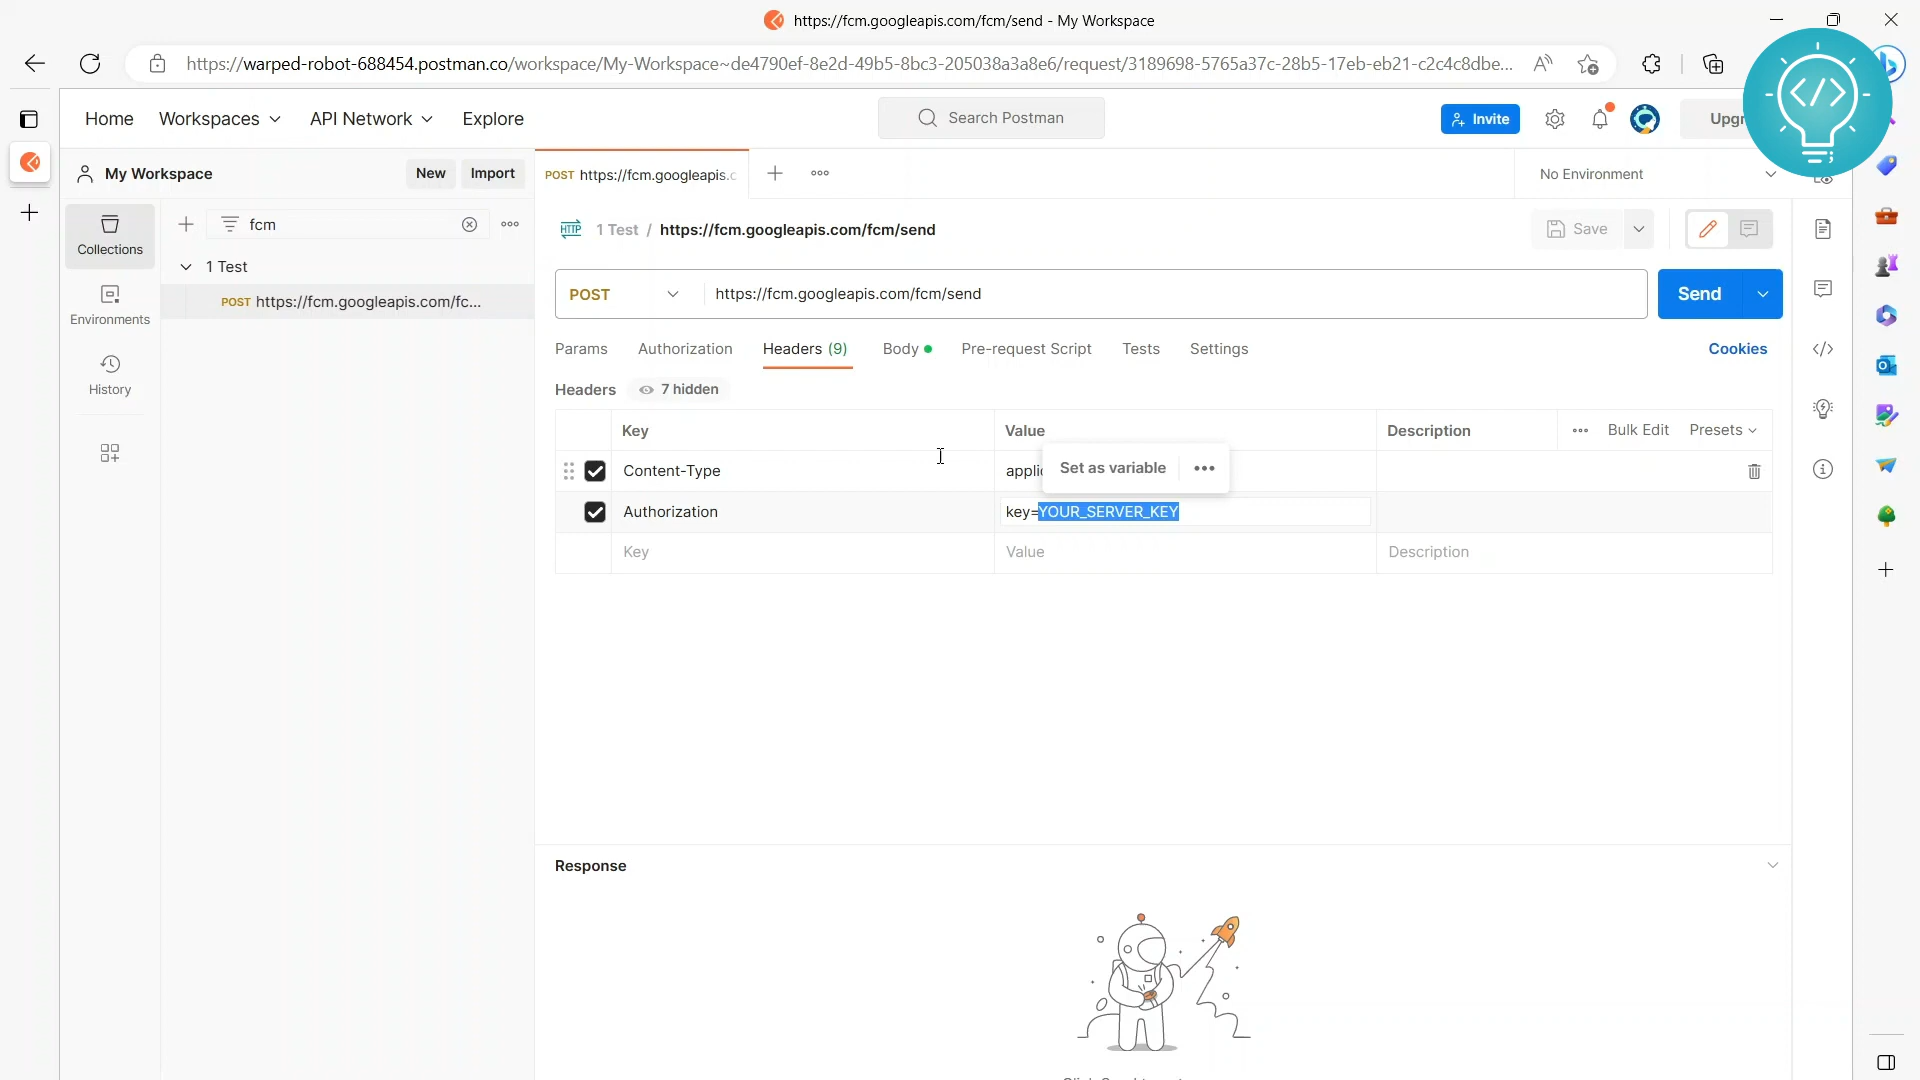 https://fcm.googleapis.com/fcm/send - My Workspace
https://warped-robot-688454.postman.co/workspace/My-Workspace~de4790ef-8e2d-49b5-8bc3-205038a3a8e6/request/3189698-5765a37c-28b5-17eb-eb21-c2c4c8dbe...
Home Workspaces API Network Explore
Search Postman
Invite
Upgr
My Workspace
New Import
POST https://fcm.googleapis.c
No Environment
Collections
fcm
1 Test
POST https://fcm.googleapis.com/fc...
Environments
History
HTTP 1 Test / https://fcm.googleapis.com/fcm/send
Save
POST https://fcm.googleapis.com/fcm/send
Send
Params Authorization Headers (9) Body Pre-request Script Tests Settings
Cookies
Headers 7 hidden
Key Value Description
Bulk Edit Presets
Content-Type applic
Set as variable
Authorization key=YOUR_SERVER_KEY
Key Value Description
Response